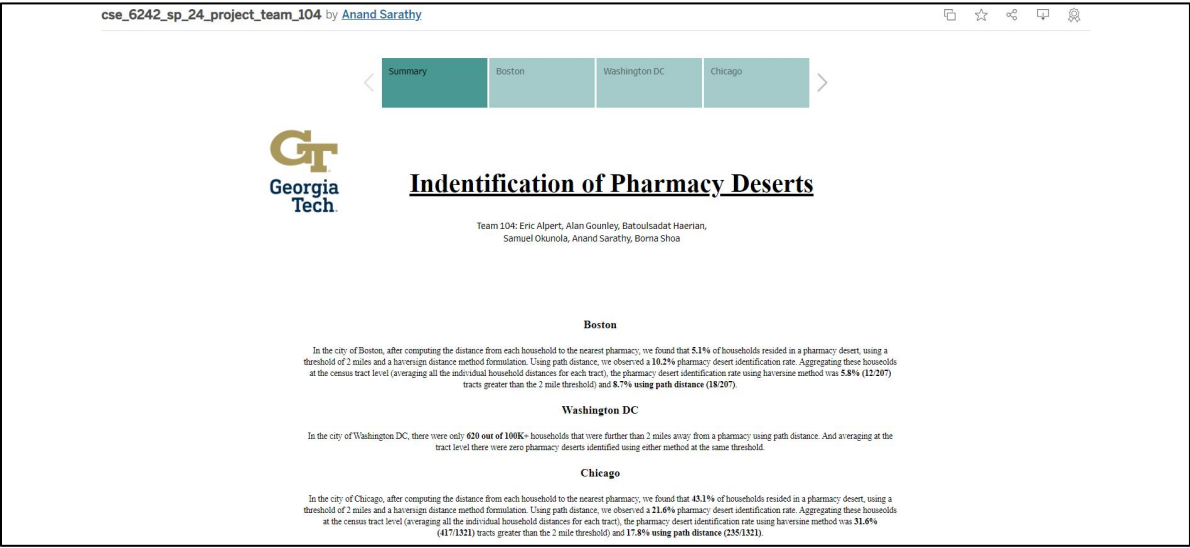 cse_6242_sp_24_project_team_104 by Anand Sarathy
Summary
Boston
Washington DC
Chicago
GT
Georgia
Tech.
Indentification of Pharmacy Deserts
Team 104: Eric Alpert, Alan Gounley, Batoulsadat Haerian,
Samuel Okunola, Anand Sarathy, Borna Shoa
Boston
In the city of Boston, after computing the distance from each household to the nearest pharmacy, we found that 5.1% of households resided in a pharmacy desert, using a
threshold of 2 miles and a haversign distance method formulation. Using path distance, we observed a 10.2% pharmacy desert identification rate. Aggregating these houseolds
at the census tract level (averaging all the individual household distances for each tract), the pharmacy desert identification rate using haversine method was 5.8% (12/207)
tracts greater than the 2 mile threshold) and 8.7% using path distance (18/207).
Washington DC
In the city of Washington DC, there were only 620 out of 100K+ households that were further than 2 miles away from a pharmacy using path distance. And averaging at the
tract level there were zero pharmacy deserts identified using either method at the same threshold.
Chicago
In the city of Chicago, after computing the distance from each household to the nearest pharmacy, we found that 43.1% of households resided in a pharmacy desert, using a
threshold of 2 miles and a haversign distance method formulation. Using path distance, we observed a 21.6% pharmacy desert identification rate. Aggregating these houseolds
at the census tract level (averaging all the individual household distances for each tract), the pharmacy desert identification rate using haversine method was 31.6%
(417/1321) tracts greater than the 2 mile threshold) and 17.8% using path distance (235/1321).